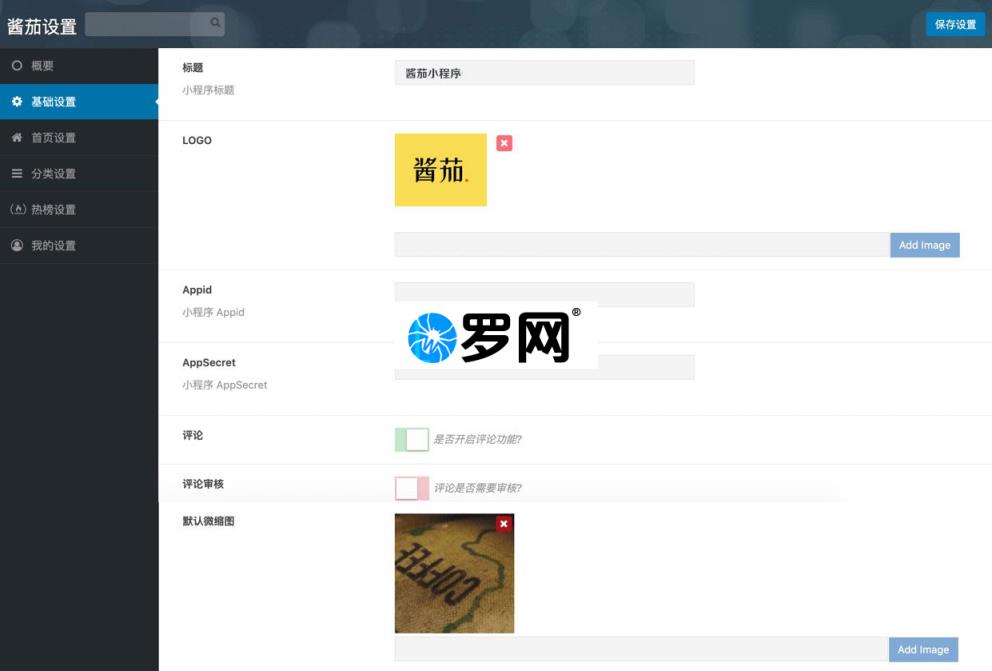 酱茄设置
保存设置
概要
基础设置
首页设置
分类设置
热榜设置
我的设置
标题
小程序标题
酱茄小程序
LOGO
酱茄.
Add Image
Appid
小程序 Appid
罗网®
AppSecret
小程序 AppSecret
评论
是否开启评论功能?
评论审核
评论是否需要审核?
默认微缩图
COFFEE
Add Image